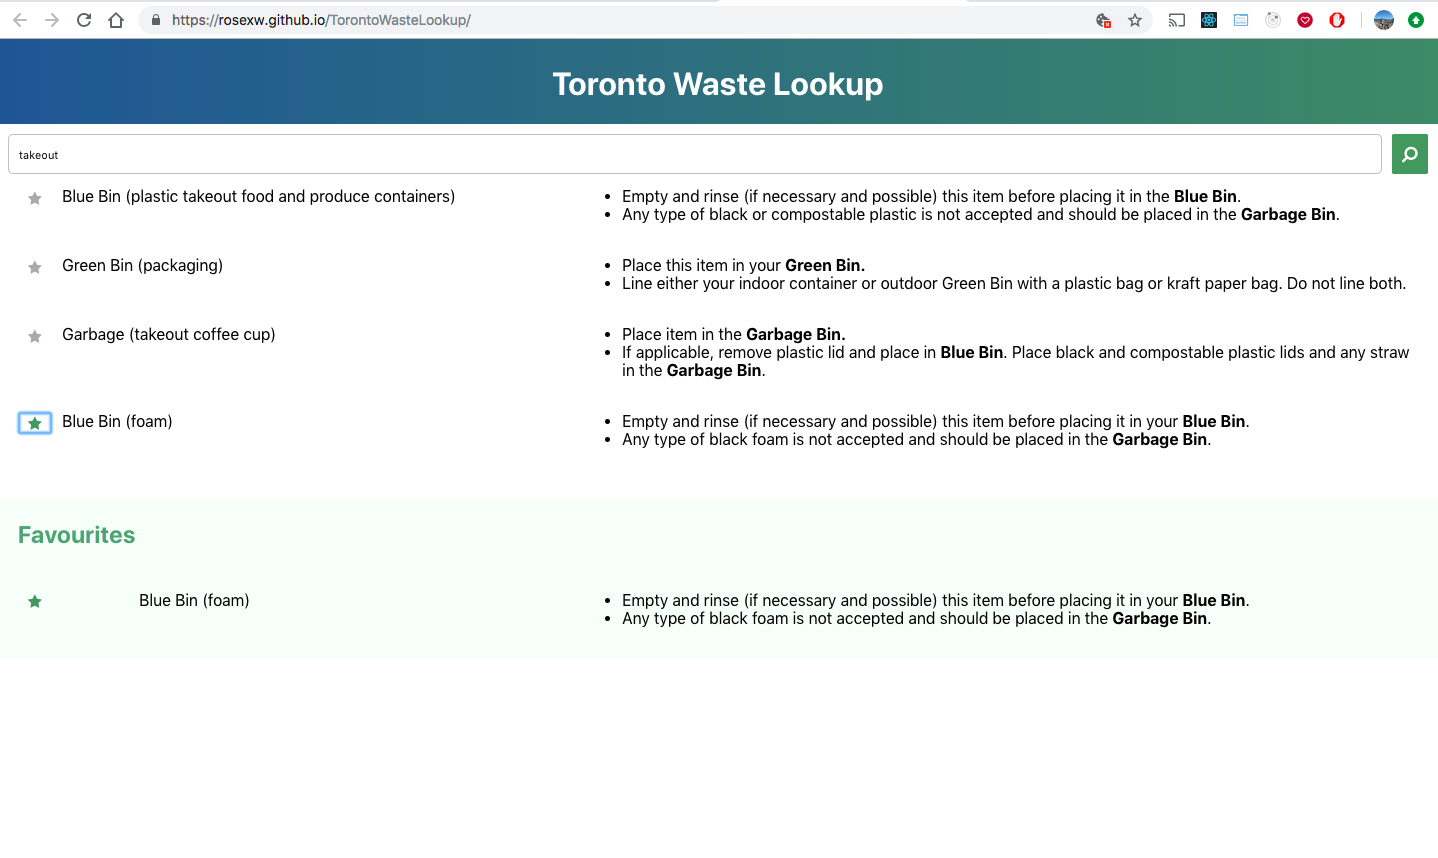 https://rosexw.github.io/TorontoWasteLookup/
Toronto Waste Lookup
takeout
Blue Bin (plastic takeout food and produce containers)
• Empty and rinse (if necessary and possible) this item before placing it in the Blue Bin.
• Any type of black or compostable plastic is not accepted and should be placed in the Garbage Bin.
Green Bin (packaging)
• Place this item in your Green Bin.
• Line either your indoor container or outdoor Green Bin with a plastic bag or kraft paper bag. Do not line both.
Garbage (takeout coffee cup)
• Place item in the Garbage Bin.
• If applicable, remove plastic lid and place in Blue Bin. Place black and compostable plastic lids and any straw
in the Garbage Bin.
Blue Bin (foam)
• Empty and rinse (if necessary and possible) this item before placing it in your Blue Bin.
• Any type of black foam is not accepted and should be placed in the Garbage Bin.
Favourites
Blue Bin (foam)
• Empty and rinse (if necessary and possible) this item before placing it in your Blue Bin.
• Any type of black foam is not accepted and should be placed in the Garbage Bin.